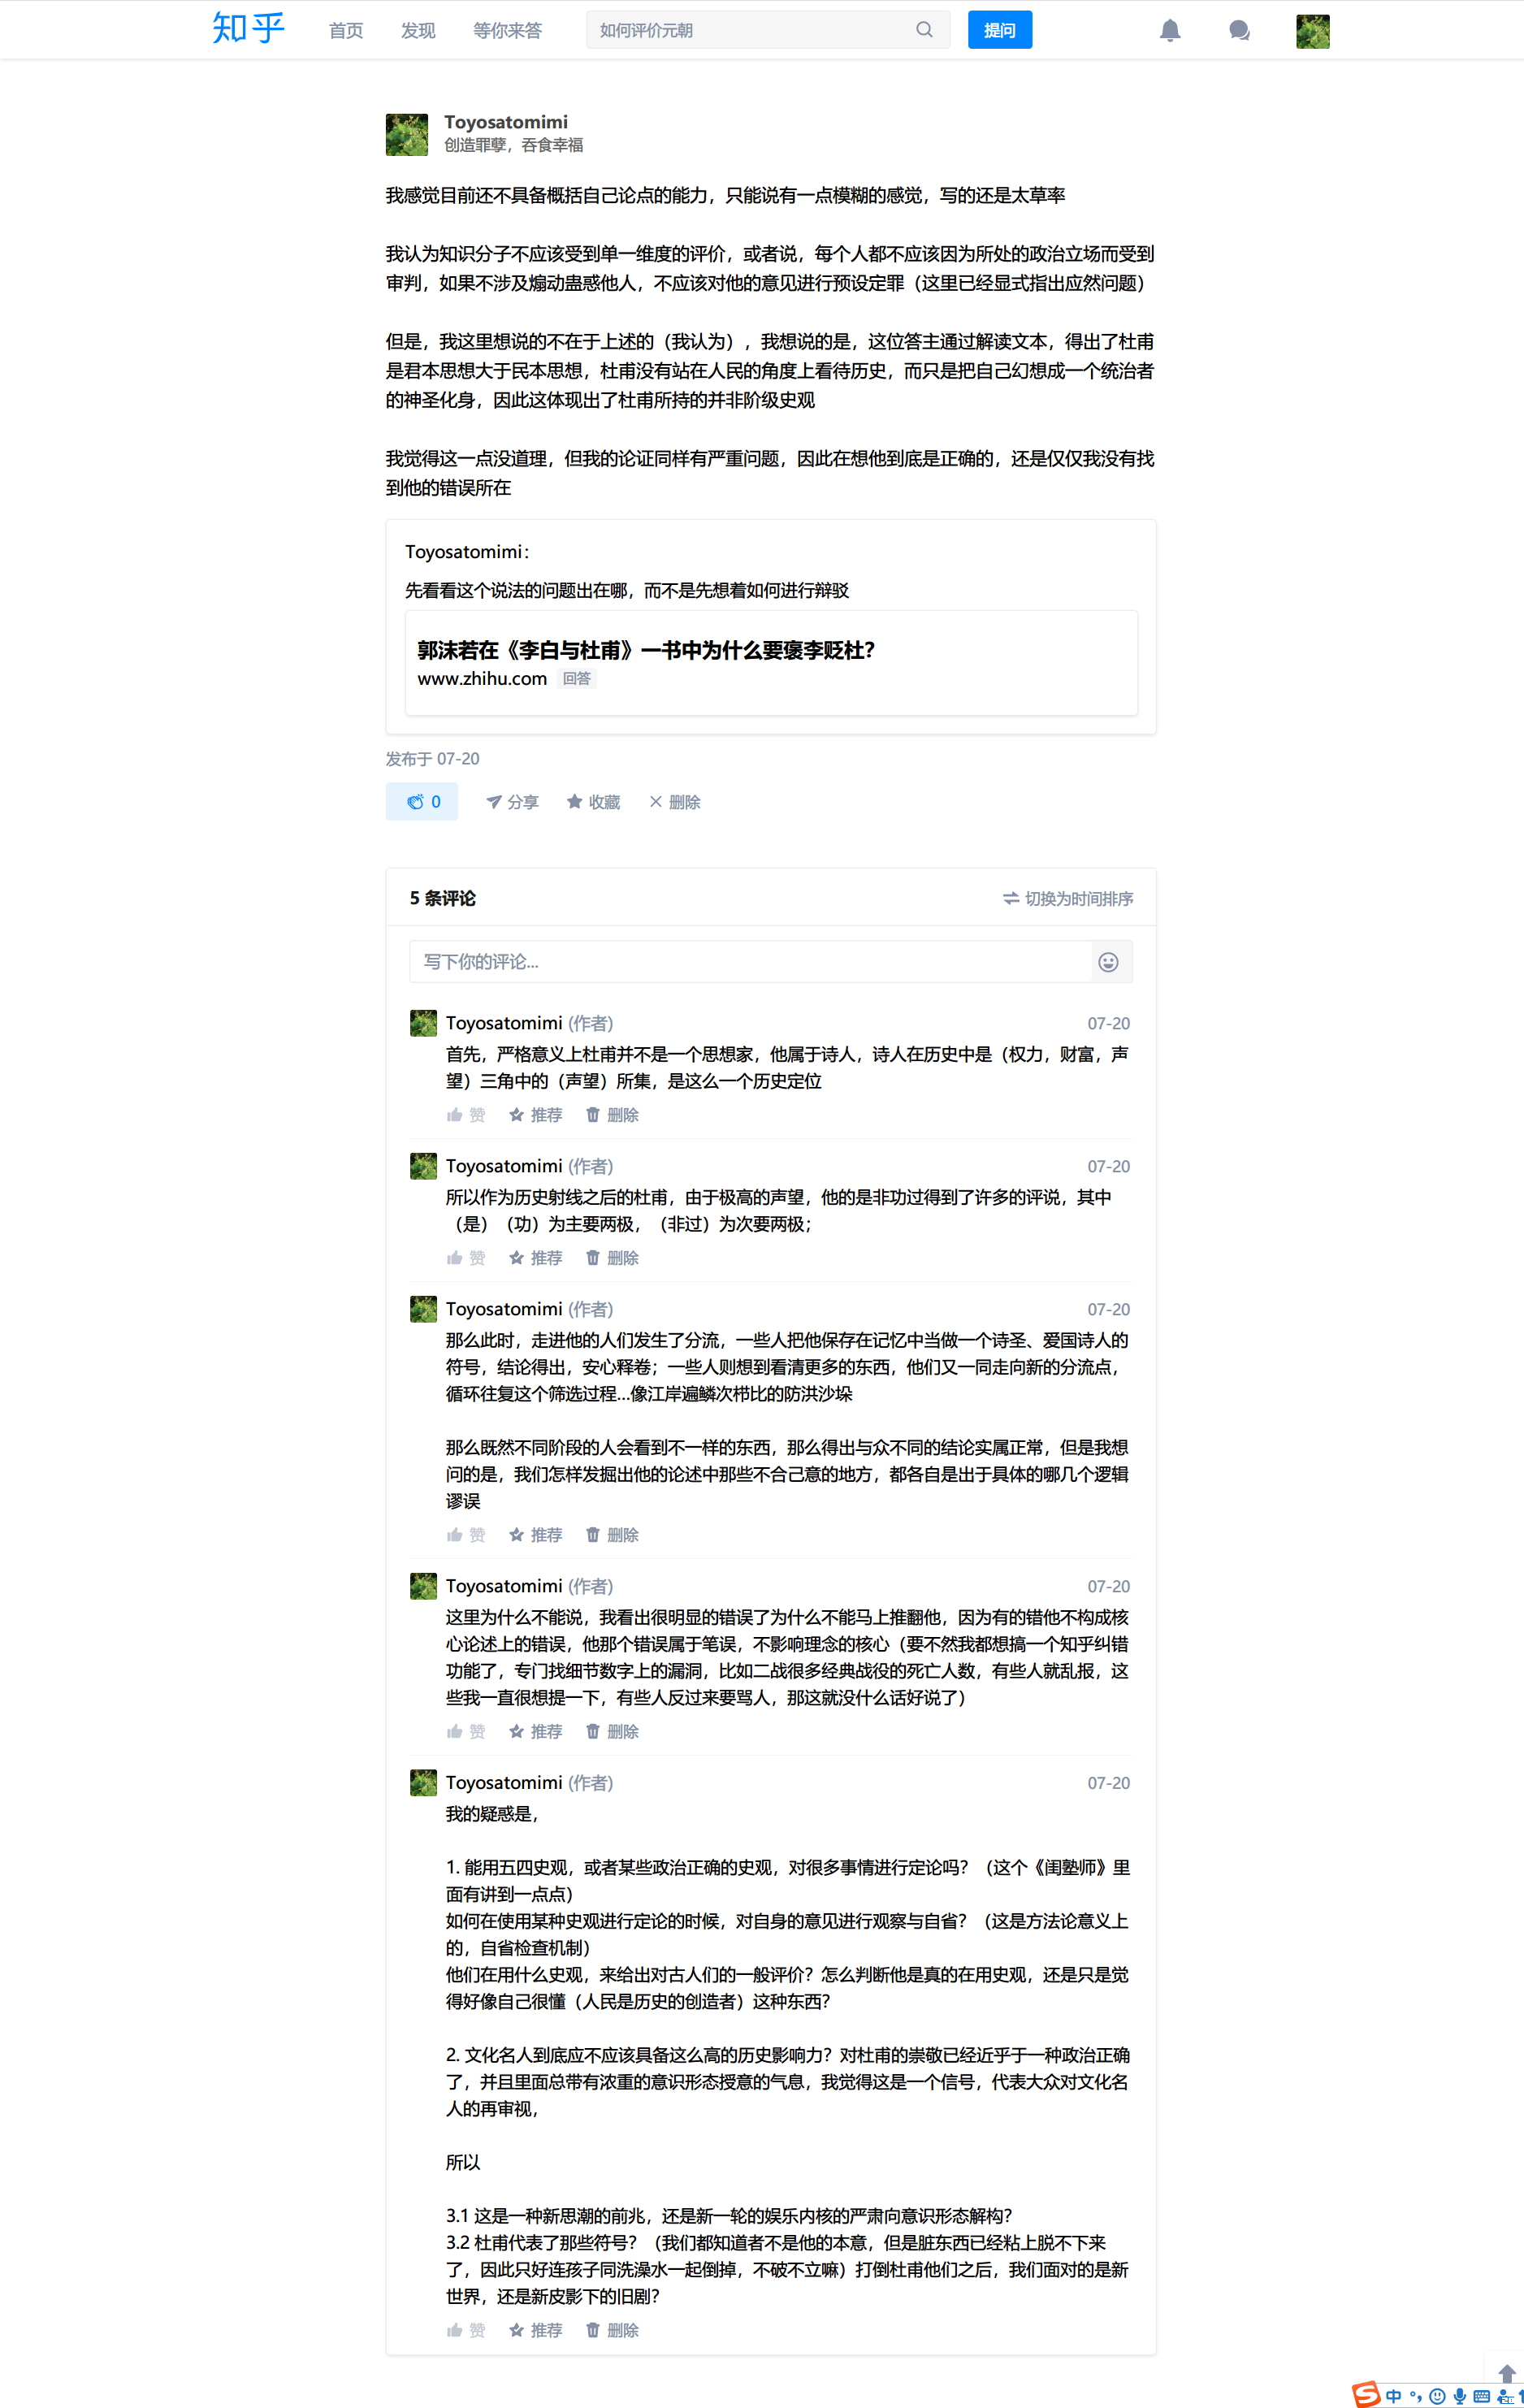 知乎 首页 发现 等你来答 如何评价元朝 提问
Toyosatomimi
创造罪孽，吞食幸福
我感觉目前还不具备概括自己论点的能力，只能说有一点模糊的感觉，写的还是太草率
我认为知识分子不应该受到单一维度的评价，或者说，每个人都不应该因为所处的政治立场而受到
审判，如果不涉及煽动蛊惑他人，不应该对他的意见进行预设定罪（这里已经显式指出应然问题）
但是，我这里想说的不在于上述的（我认为），我想说的是，这位答主通过解读文本，得出了杜甫
是君本思想大于民本思想，杜甫没有站在人民的角度上看待历史，而只是把自己幻想成一个统治者
的神圣化身，因此这体现出了杜甫所持的并非阶级史观
我觉得这一点没道理，但我的论证同样有严重问题，因此在想他到底是正确的，还是仅仅我没有找
到他的错误所在
Toyosatomimi：
先看看这个说法的问题出在哪，而不是先想着如何进行辩驳
郭沫若在《李白与杜甫》一书中为什么要褒李贬杜？
www.zhihu.com 回答
发布于 07-20
0 分享 收藏 删除
5 条评论 切换为时间排序
写下你的评论...
Toyosatomimi (作者) 07-20
首先，严格意义上杜甫并不是一个思想家，他属于诗人，诗人在历史中是（权力，财富，声
望）三角中的（声望）所集，是这么一个历史定位
赞 推荐 删除
Toyosatomimi (作者) 07-20
所以作为历史射线之后的杜甫，由于极高的声望，他的是非功过得到了许多的评说，其中
（是）（功）为主要两极，（非过）为次要两极；
赞 推荐 删除
Toyosatomimi (作者) 07-20
那么此时，走进他的人们发生了分流，一些人把他保存在记忆中当做一个诗圣、爱国诗人的
符号，结论得出，安心释卷；一些人则想到看清更多的东西，他们又一同走向新的分流点，
循环往复这个筛选过程...像江岸遍鳞次栉比的防洪沙垛
那么既然不同阶段的人会看到不一样的东西，那么得出与众不同的结论实属正常，但是我想
问的是，我们怎样发掘出他的论述中那些不合己意的地方，都各自是出于具体的哪几个逻辑
谬误
赞 推荐 删除
Toyosatomimi (作者) 07-20
这里为什么不能说，我看出很明显的错误了为什么不能马上推翻他，因为有的错他不构成核
心论述上的错误，他那个错误属于笔误，不影响理念的核心（要不然我都想搞一个知乎纠错
功能了，专门找细节数字上的漏洞，比如二战很多经典战役的死亡人数，有些人就乱报，这
些我一直很想提一下，有些人反过来要骂人，那这就没什么话好说了）
赞 推荐 删除
Toyosatomimi (作者) 07-20
我的疑惑是，
1. 能用五四史观，或者某些政治正确的史观，对很多事情进行定论吗？（这个《闺塾师》里
面有讲到一点点）
如何在使用某种史观进行定论的时候，对自身的意见进行观察与自省？（这是方法论意义上
的，自省检查机制）
他们在用什么史观，来给出对古人们的一般评价？怎么判断他是真的在用史观，还是只是觉
得好像自己很懂（人民是历史的创造者）这种东西？
2. 文化名人到底应不应该具备这么高的历史影响力？对杜甫的崇敬已经近乎于一种政治正确
了，并且里面总带有浓重的意识形态授意的气息，我觉得这是一个信号，代表大众对文化名
人的再审视，
所以
3.1 这是一种新思潮的前兆，还是新一轮的娱乐内核的严肃向意识形态解构？
3.2 杜甫代表了那些符号？（我们都知道者不是他的本意，但是脏东西已经粘上脱不下来
了，因此只好连孩子同洗澡水一起倒掉，不破不立嘛）打倒杜甫他们之后，我们面对的是新
世界，还是新皮影下的旧剧？
赞 推荐 删除
S 中